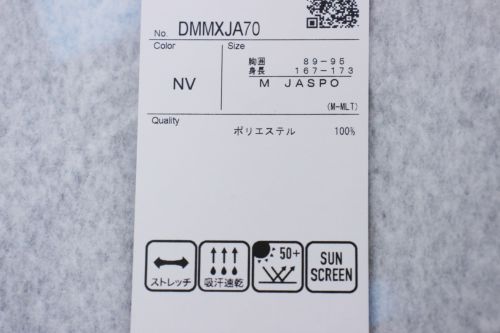 No. DMMXJA70
Color Size
胸囲 89-95
身長 167-173
NV M JASPO
(M-MLT)
Quality
ポリエステル 100%
50+ SUN
SCREEN
ストレッチ 吸汗速乾